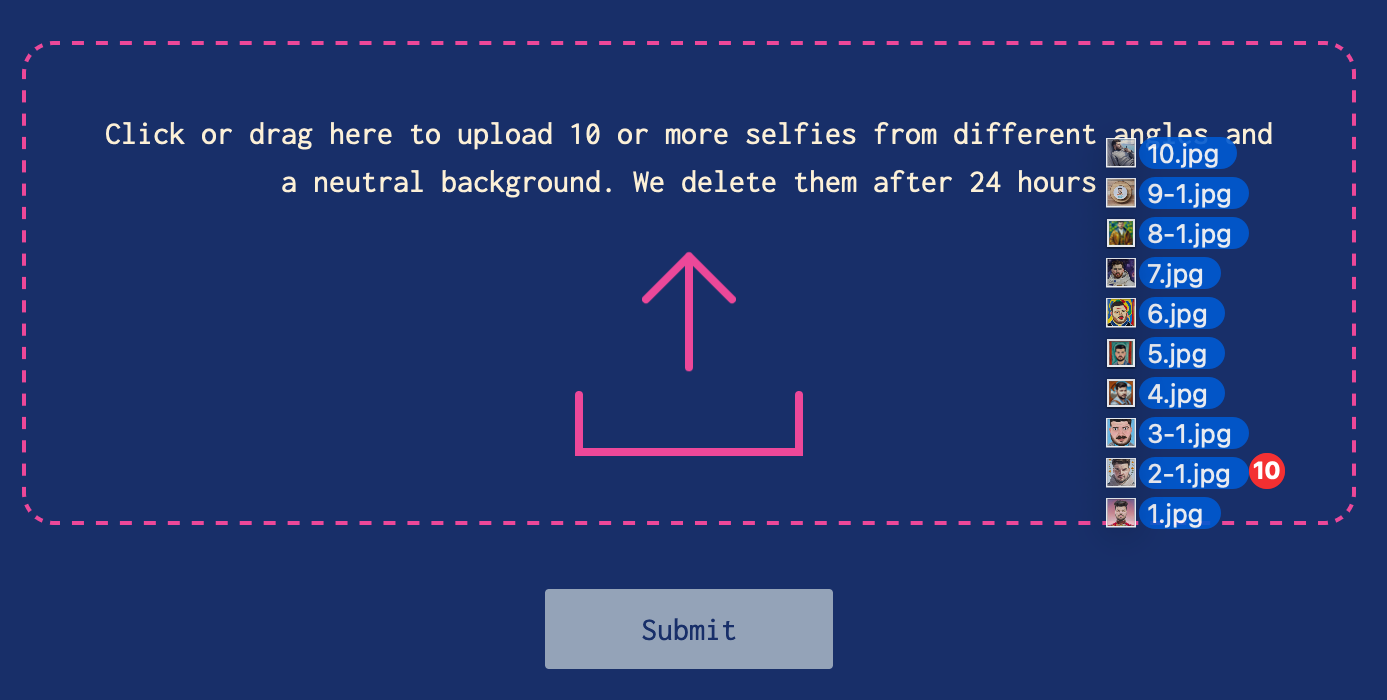 Click or drag here to upload 10 or more selfies from different angles and
a neutral background. We delete them after 24 hours
10.jpg
9-1.jpg
8-1.jpg
7.jpg
6.jpg
5.jpg
4.jpg
3-1.jpg
2-1.jpg 10
1.jpg
Submit